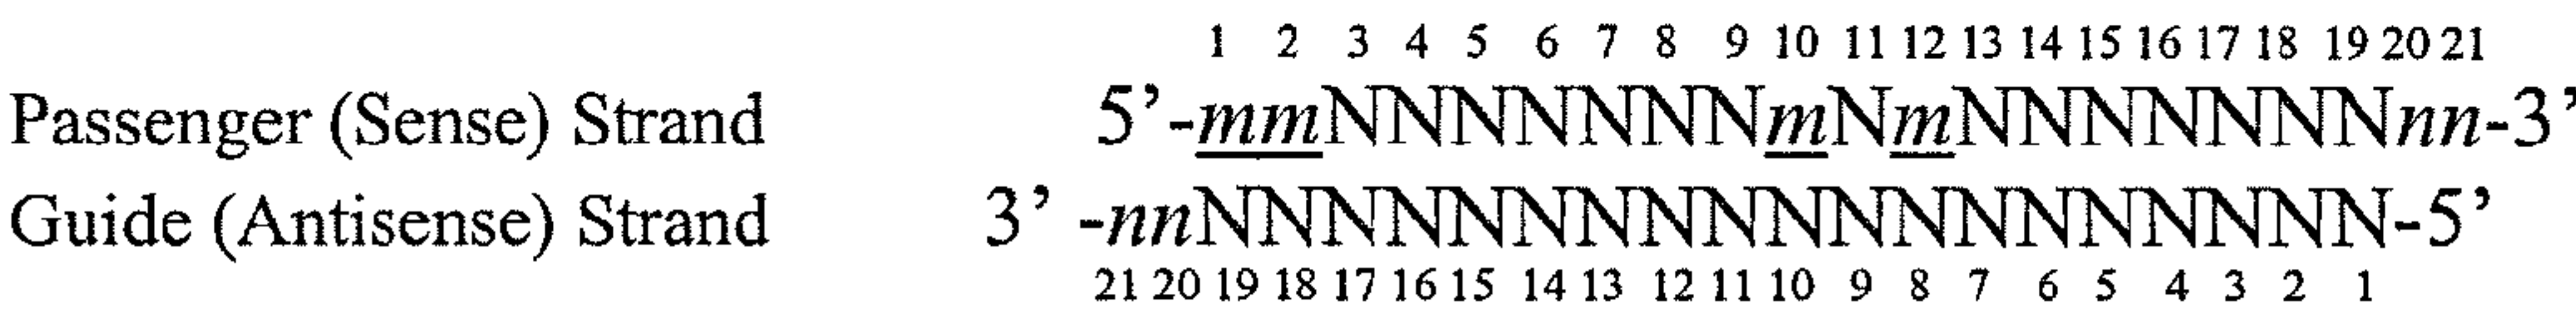 1 2 3 4 5 6 7 8 9 10 11 12 13 14 15 16 17 18 19 20 21
Passenger (Sense) Strand 5’-mmNNNNNNNmNmNNNNNNNnn-3’
Guide (Antisense) Strand 3’ -nnNNNNNNNNNNNNNNNNNNN-5’
21 20 19 18 17 16 15 14 13 12 11 10 9 8 7 6 5 4 3 2 1